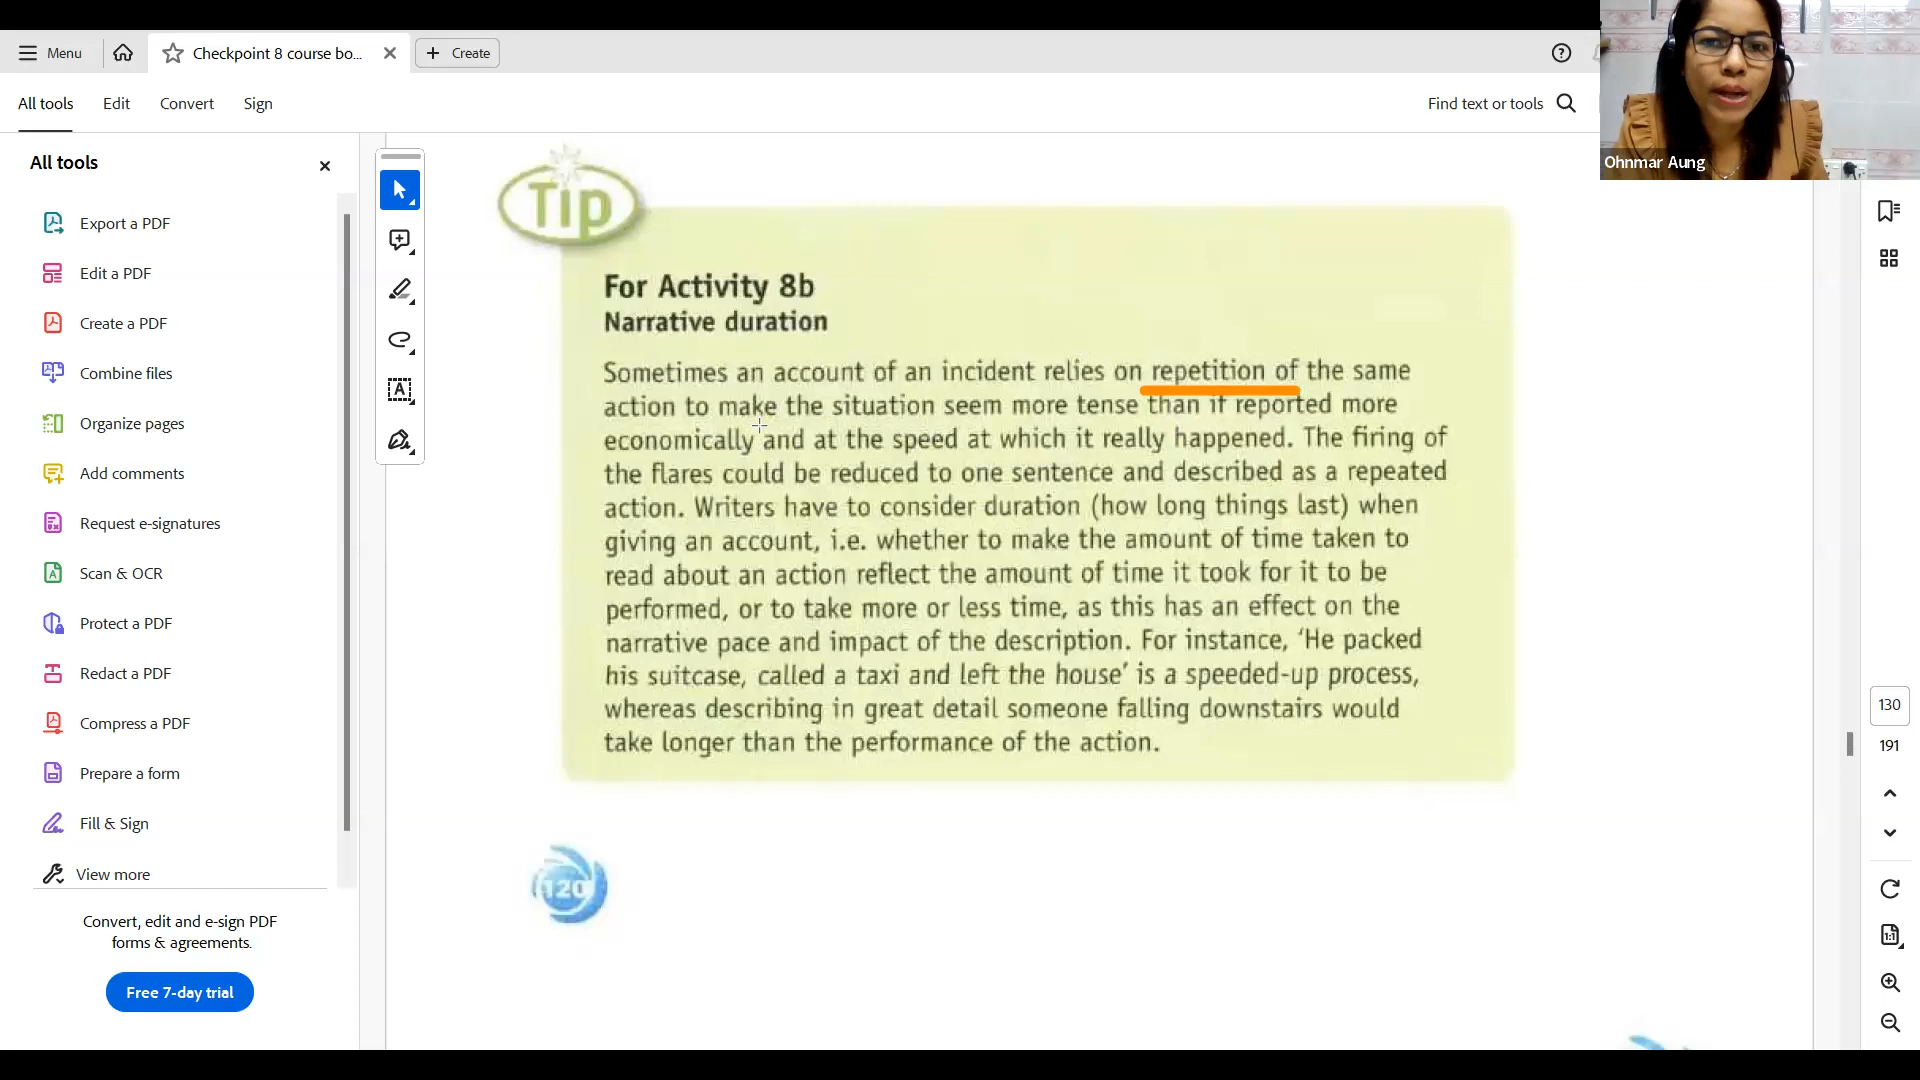 Menu
Checkpoint 8 course bo...
Create
All tools
Edit
Convert
Sign
Find text or tools
Ohnmar Aung
All tools
Export a PDF
Edit a PDF
Create a PDF
Combine files
Organize pages
Add comments
Request e-signatures
Scan & OCR
Protect a PDF
Redact a PDF
Compress a PDF
Prepare a form
Fill & Sign
View more
Convert, edit and e-sign PDF
forms & agreements.
Free 7-day trial
Tip
For Activity 8b
Narrative duration
Sometimes an account of an incident relies on repetition of the same
action to make the situation seem more tense than if reported more
economically and at the speed at which it really happened. The firing of
the flares could be reduced to one sentence and described as a repeated
action. Writers have to consider duration (how long things last) when
giving an account, i.e. whether to make the amount of time taken to
read about an action reflect the amount of time it took for it to be
performed, or to take more or less time, as this has an effect on the
narrative pace and impact of the description. For instance, ‘He packed
his suitcase, called a taxi and left the house’ is a speeded-up process,
whereas describing in great detail someone falling downstairs would
take longer than the performance of the action.
120
130
191
1:1